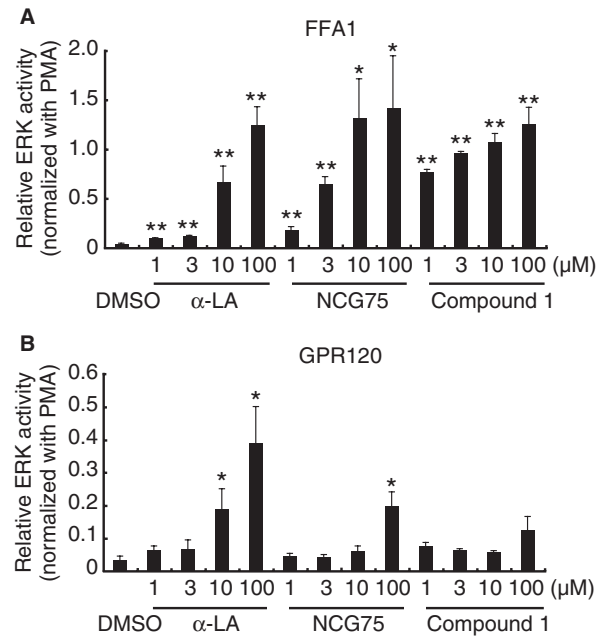 A
FFA1
Relative ERK activity
(normalized with PMA)
2.0
1.5
1.0
0.5
0
** ** ** ** ** ** * * ** ** ** **
1 3 10 100 1 3 10 100 1 3 10 100 (µM)
DMSO α-LA NCG75 Compound 1
B
GPR120
Relative ERK activity
(normalized with PMA)
0.6
0.5
0.4
0.3
0.2
0.1
0
* * *
1 3 10 100 1 3 10 100 1 3 10 100 (µM)
DMSO α-LA NCG75 Compound 1